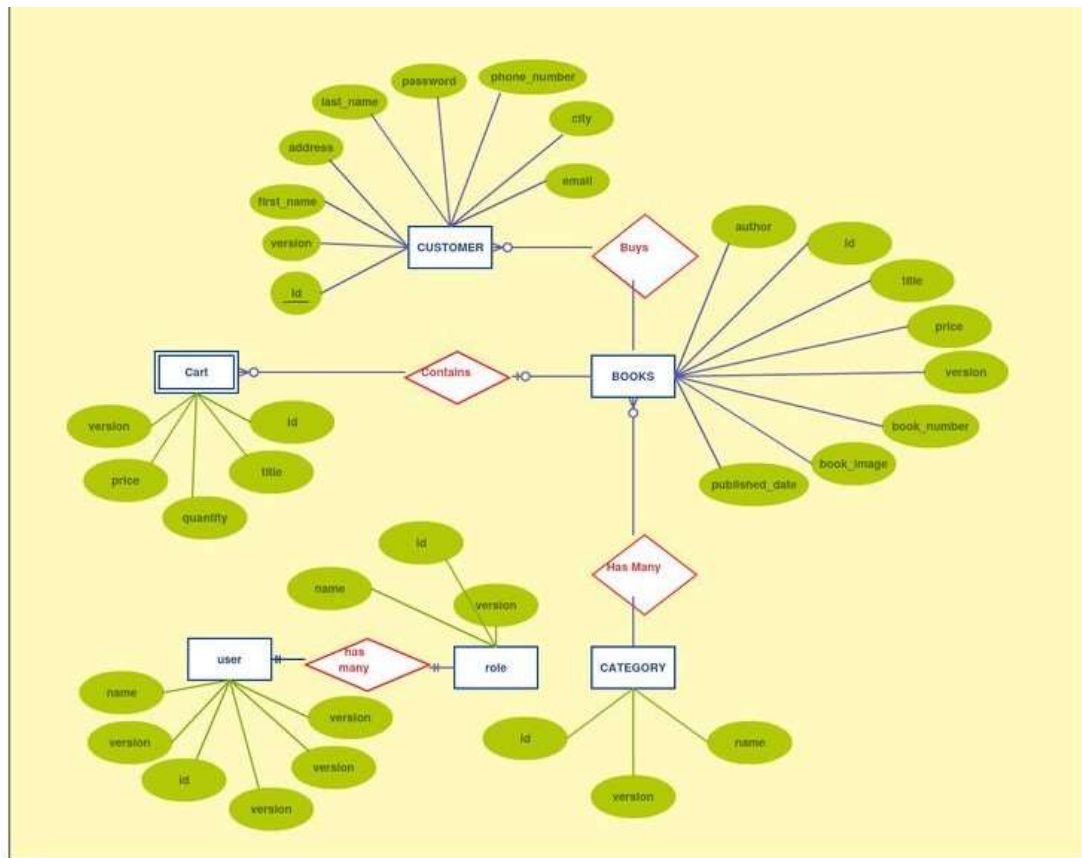 password
phone_number
last_name
city
address
email
first_name
author
version
CUSTOMER
Buys
id
title
id
price
Cart
Contains
BOOKS
version
version
id
book_number
price
title
book_image
published_date
quantity
id
name
version
Has Many
user
has
many
role
CATEGORY
name
version
version
id
name
version
id
version
version
version